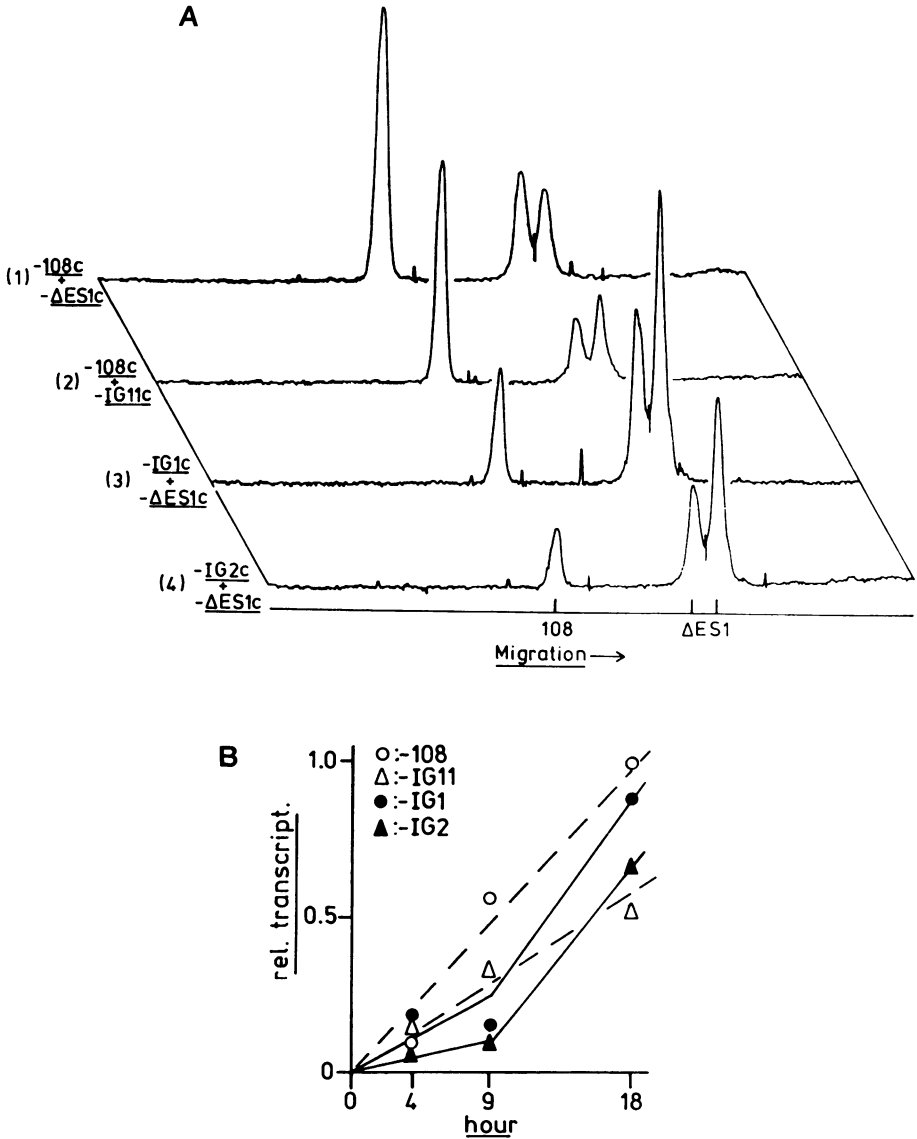 A
(1) -108c
+
-ΔES1c
(2) -108c
+
-IG11c
(3) -IG1c
+
-ΔES1c
(4) -IG2c
+
-ΔES1c
108 ΔES1
Migration →
B
○:-108
△:-IG11
●:-IG1
▲:-IG2
rel. transcript.
1.0
0.5
0
0 4 9 18
hour